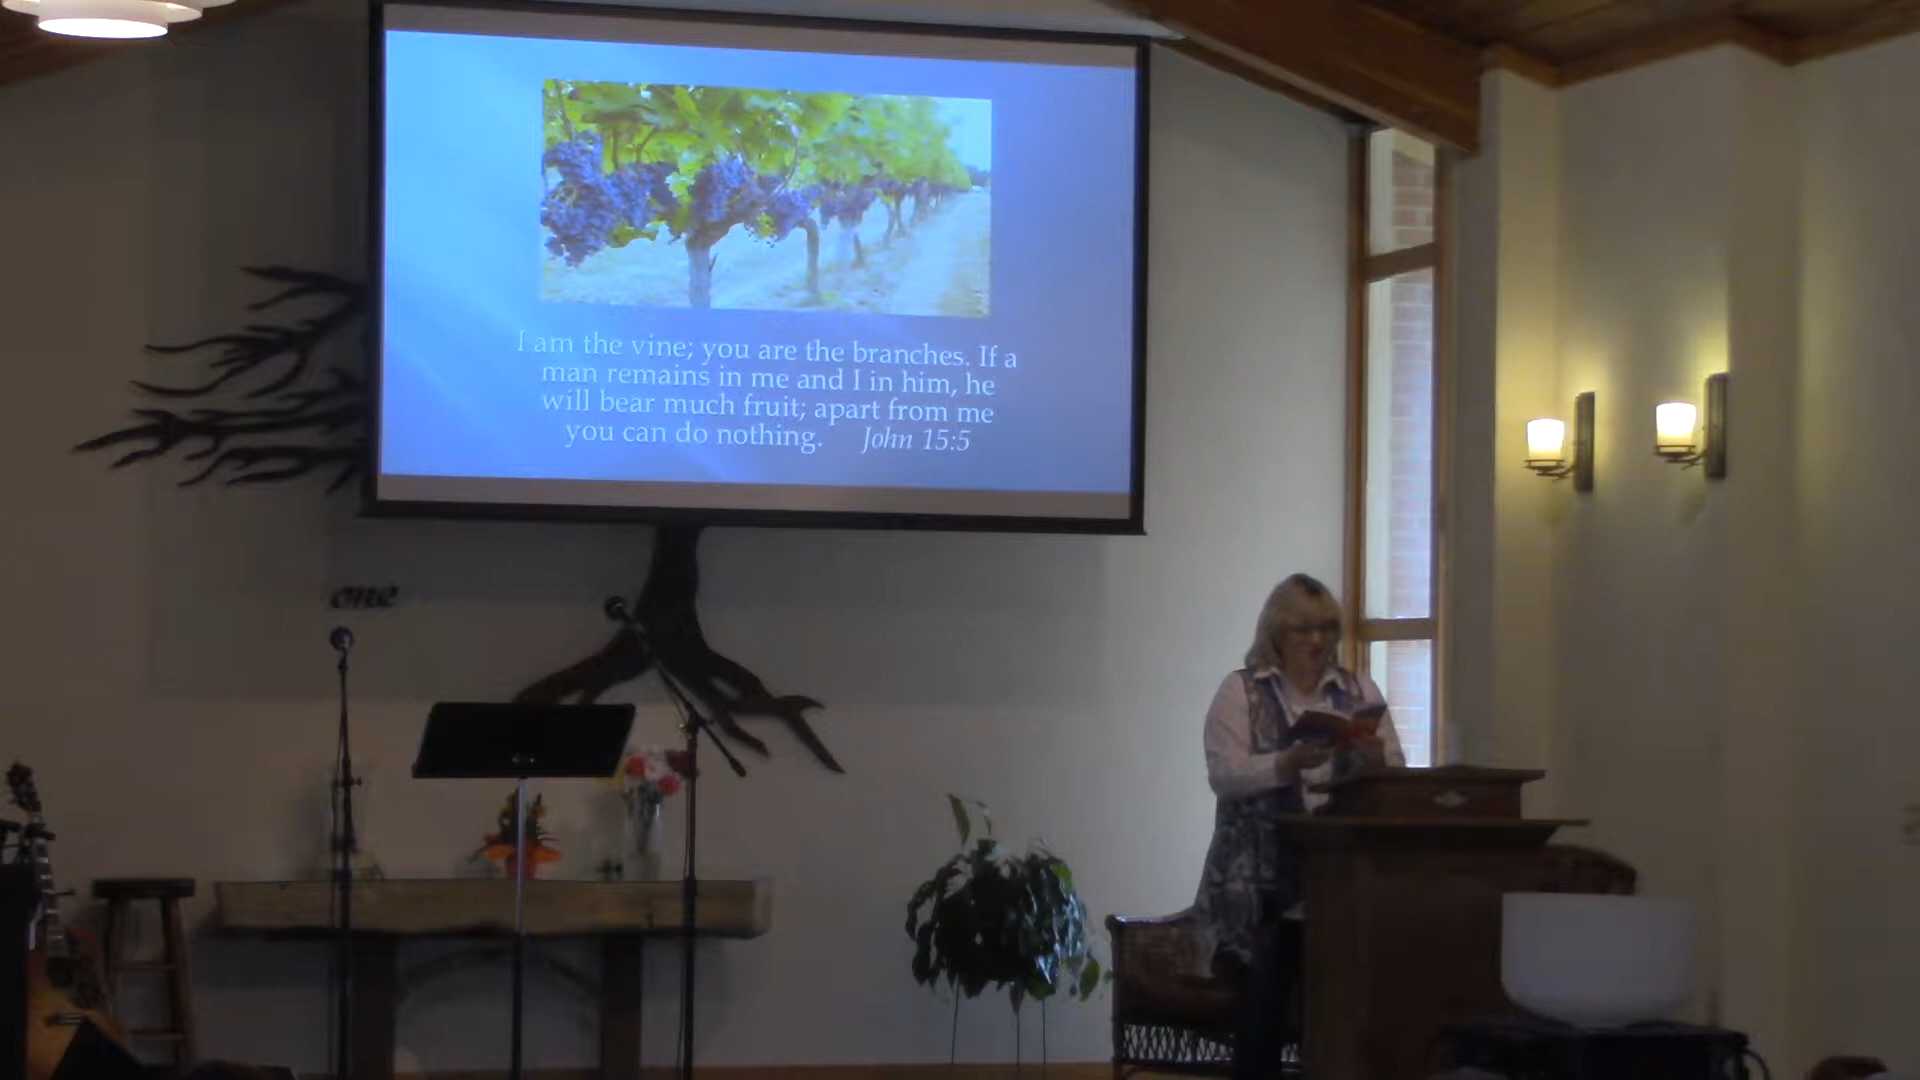 I am the vine; you are the branches. If a
man remains in me and I in him, he
will bear much fruit; apart from me
you can do nothing. John 15:5
one